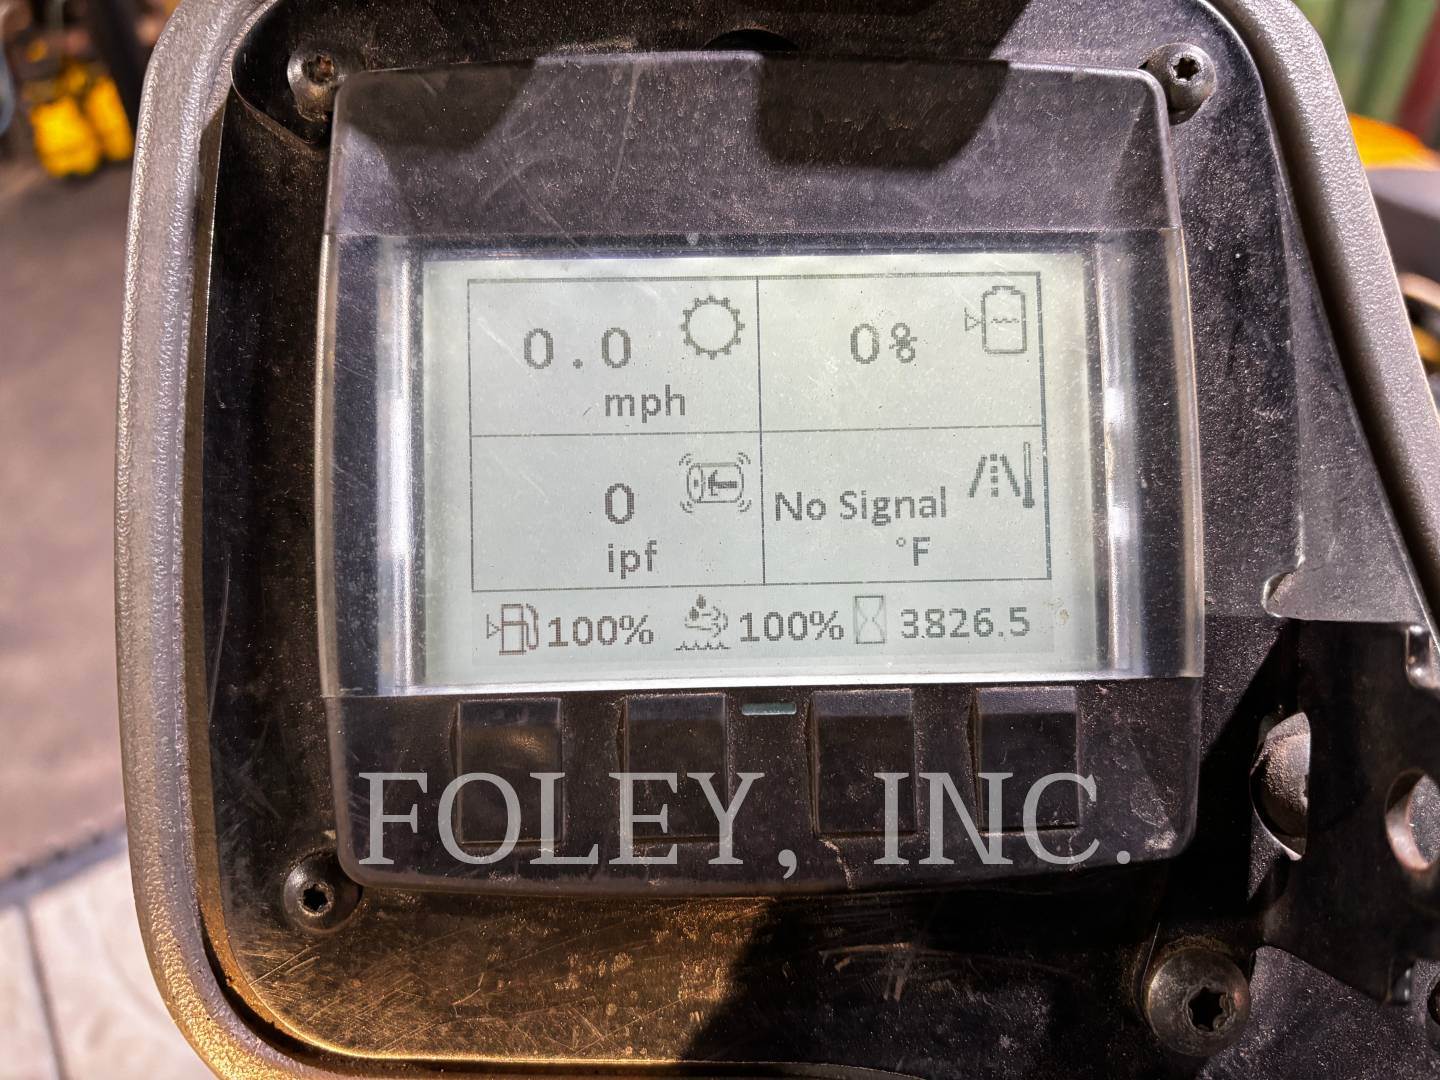 0.0
mph
0%
0
ipf
No Signal
°F
100% 100% 3826.5
FOLEY, INC.